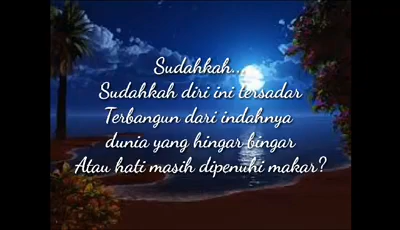 Sudahkah...
Sudahkah diri ini tersadar
Terbangun dari indahnya
dunia yang hingar bingar
Atau hati masih dipenuhi makar?